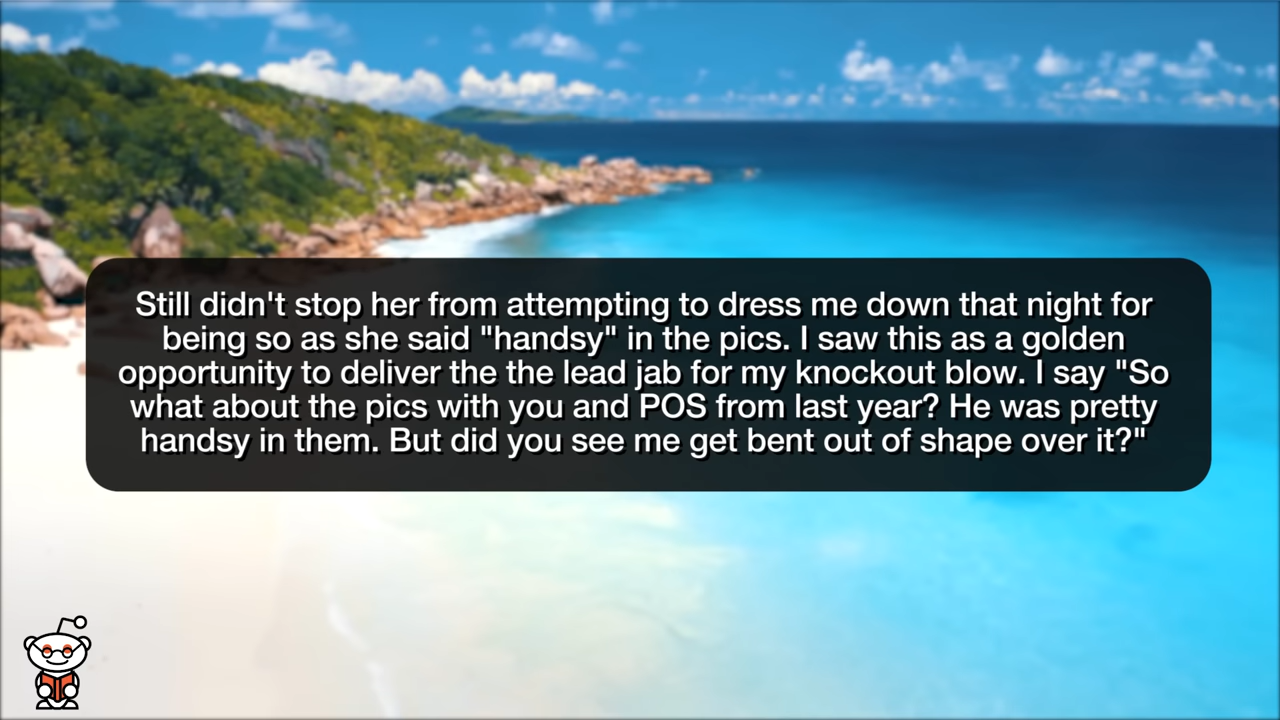 Still didn't stop her from attempting to dress me down that night for
being so as she said "handsy" in the pics. I saw this as a golden
opportunity to deliver the the lead jab for my knockout blow. I say "So
what about the pics with you and POS from last year? He was pretty
handsy in them. But did you see me get bent out of shape over it?"